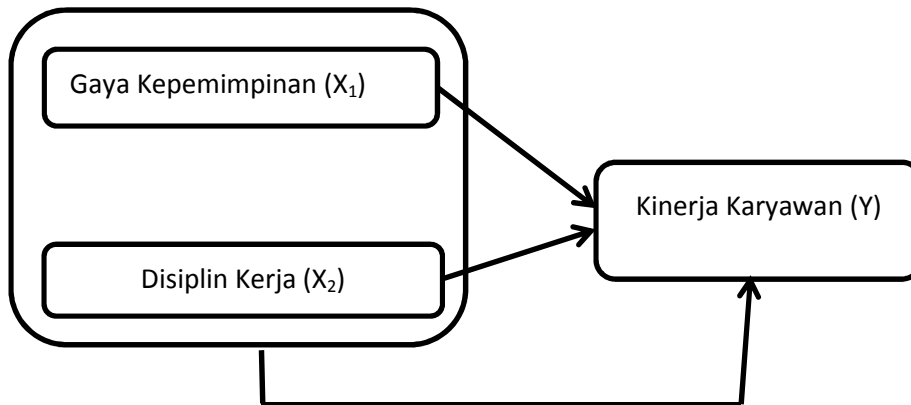 Gaya Kepemimpinan (X₁)
Kinerja Karyawan (Y)
Disiplin Kerja (X₂)